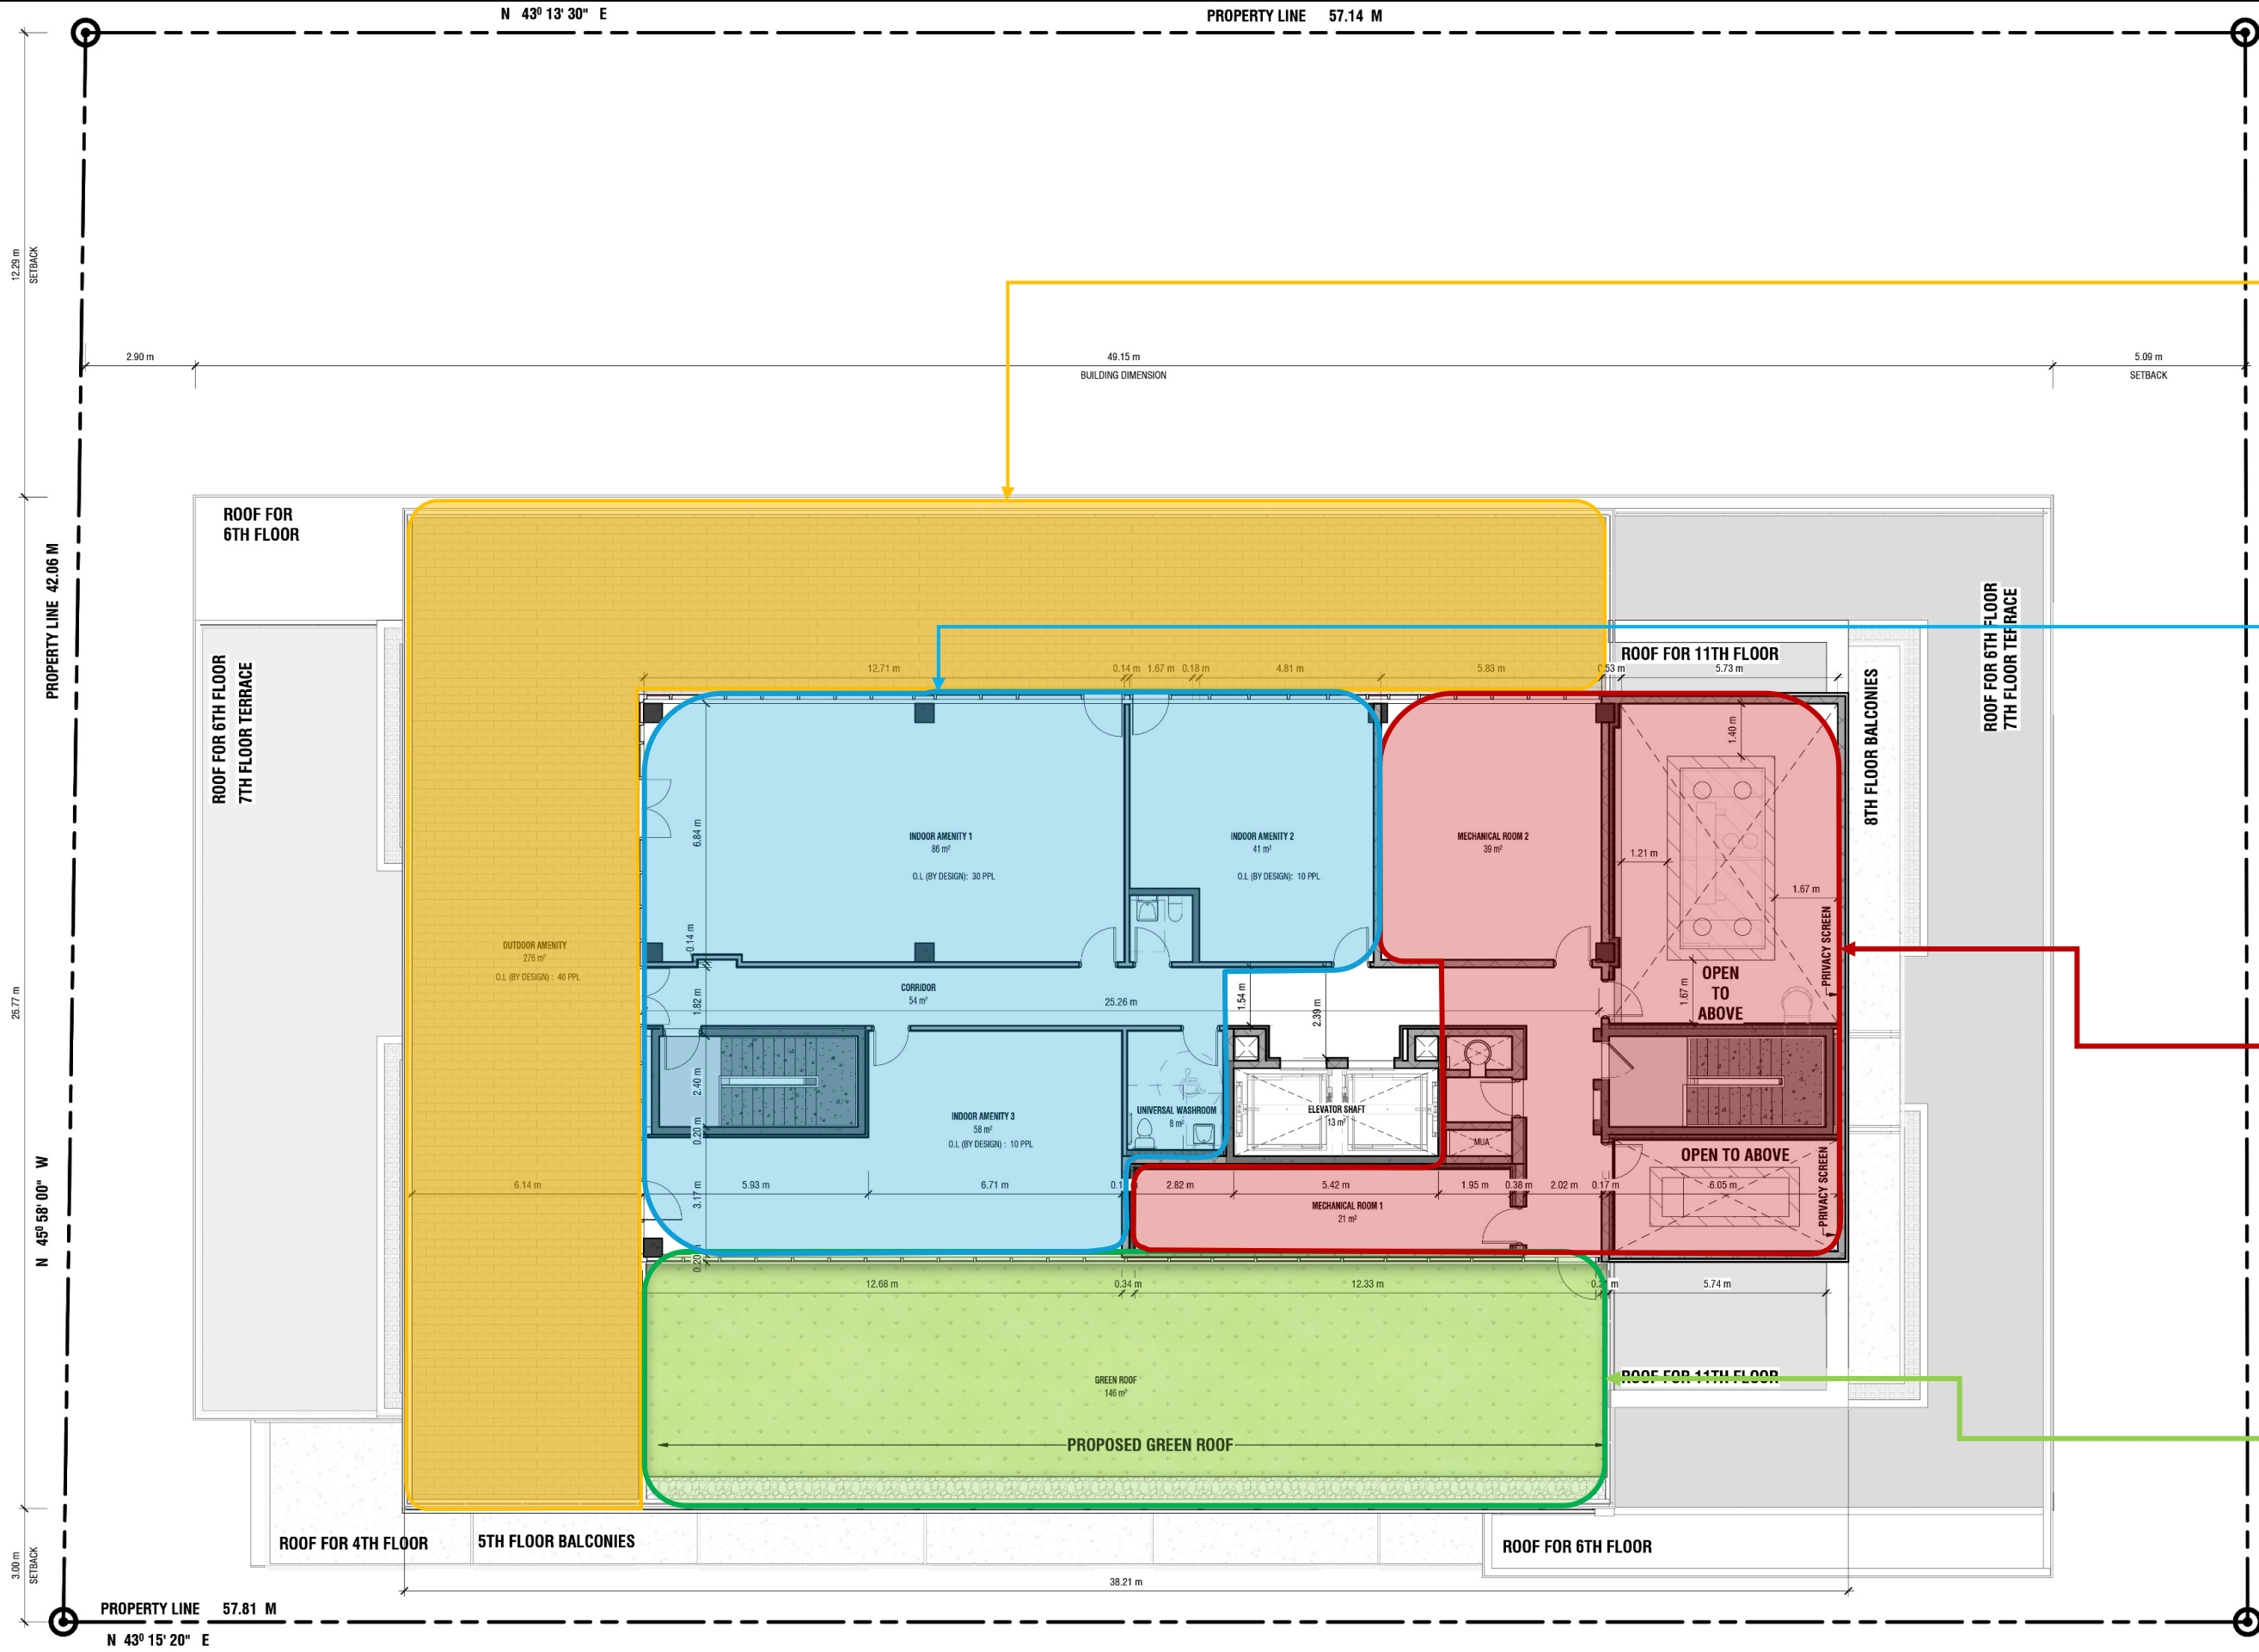 N 43⁰ 13' 30" E
PROPERTY LINE 57.14 M
12.29 m
SETBACK
2.90 m
49.15 m
BUILDING DIMENSION
5.09 m
SETBACK
PROPERTY LINE 42.06 M
N 45⁰ 58' 00" W
26.77 m
3.00 m
SETBACK
ROOF FOR
6TH FLOOR
ROOF FOR 6TH FLOOR
7TH FLOOR TERRACE
ROOF FOR 6TH FLOOR
7TH FLOOR TERRACE
8TH FLOOR BALCONIES
ROOF FOR 11TH FLOOR
12.71 m
0.14 m
1.67 m
0.18 m
4.81 m
5.83 m
0.53 m
5.73 m
1.40 m
6.84 m
INDOOR AMENITY 1
86 m²
O.L (BY DESIGN): 30 PPL
INDOOR AMENITY 2
41 m²
O.L (BY DESIGN): 10 PPL
MECHANICAL ROOM 2
39 m²
1.21 m
1.67 m
PRIVACY SCREEN
OUTDOOR AMENITY
276 m²
O.L (BY DESIGN) : 40 PPL
0.14 m
CORRIDOR
54 m²
1.82 m
25.26 m
1.54 m
2.39 m
1.67 m
OPEN
TO
ABOVE
2.40 m
0.20 m
INDOOR AMENITY 3
58 m²
O.L (BY DESIGN) : 10 PPL
UNIVERSAL WASHROOM
8 m²
ELEVATOR SHAFT
13 m²
MUA
OPEN TO ABOVE
PRIVACY SCREEN
6.14 m
5.93 m
6.71 m
2.82 m
5.42 m
1.95 m
0.38 m
2.02 m
0.17 m
6.05 m
3.17 m
MECHANICAL ROOM 1
21 m²
12.68 m
0.34 m
12.33 m
5.74 m
GREEN ROOF
146 m²
PROPOSED GREEN ROOF
ROOF FOR 11TH FLOOR
ROOF FOR 4TH FLOOR
5TH FLOOR BALCONIES
ROOF FOR 6TH FLOOR
38.21 m
PROPERTY LINE 57.81 M
N 43⁰ 15' 20" E